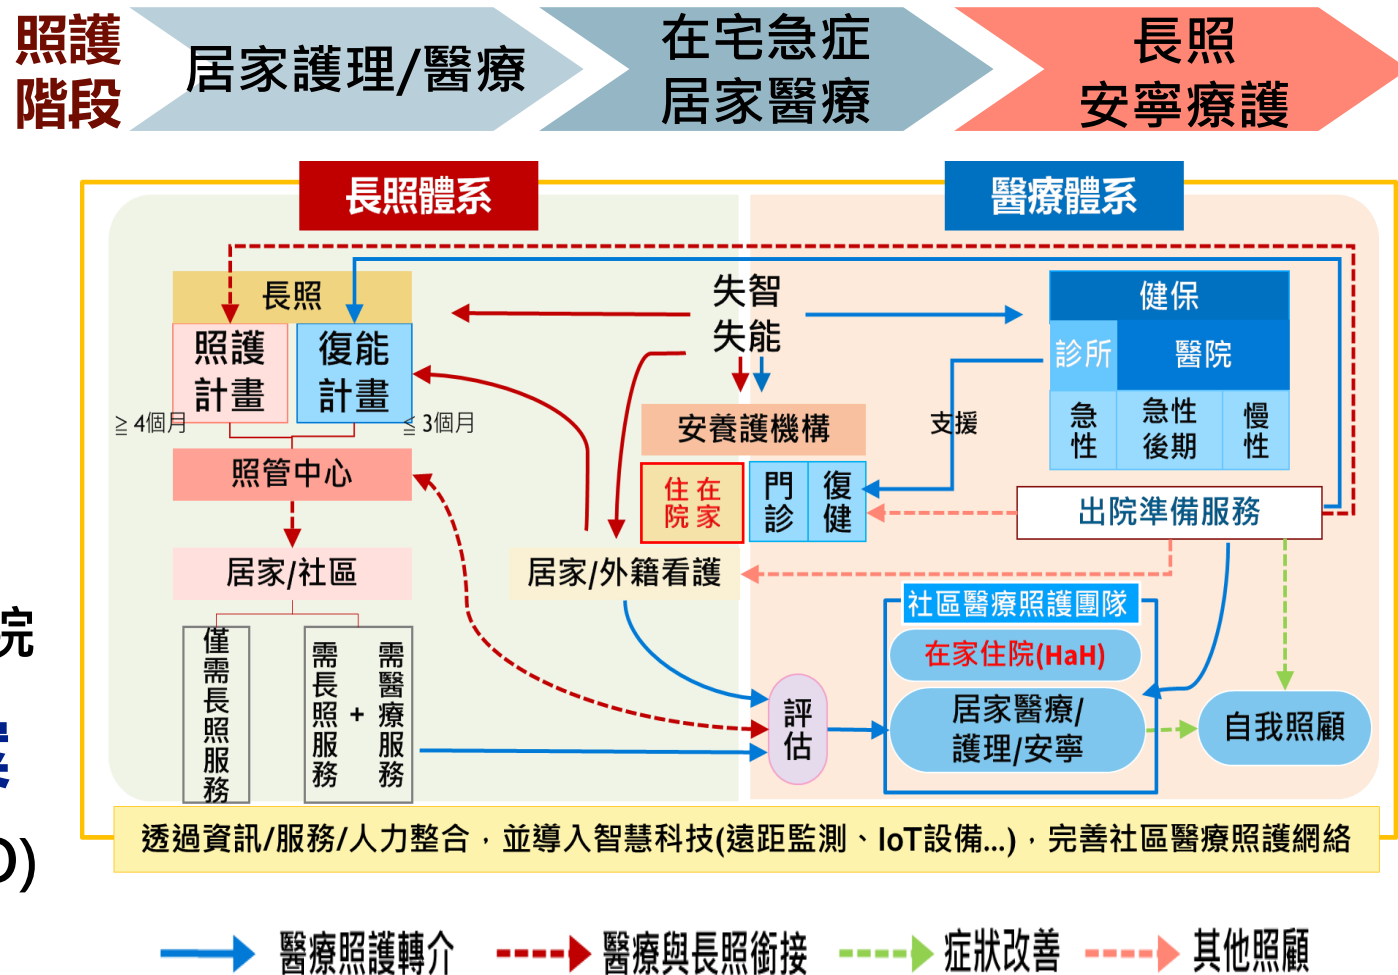 照護
階段
居家護理/醫療
在宅急症
居家醫療
長照
安寧療護
長照體系
醫療體系
長照
照護
計畫
復能
計畫
≧ 4個月
≦ 3個月
照管中心
居家/社區
僅需長照服務
需長照服務
+
需醫療服務
失智
失能
安養護機構
住院
在家
門診
復健
居家/外籍看護
支援
健保
診所
醫院
急性
急性
後期
慢性
出院準備服務
社區醫療照護團隊
在家住院(HaH)
居家醫療/
護理/安寧
評估
自我照顧
院
)
透過資訊/服務/人力整合，並導入智慧科技(遠距監測、IoT設備...)，完善社區醫療照護網絡
醫療照護轉介
醫療與長照銜接
症狀改善
其他照顧